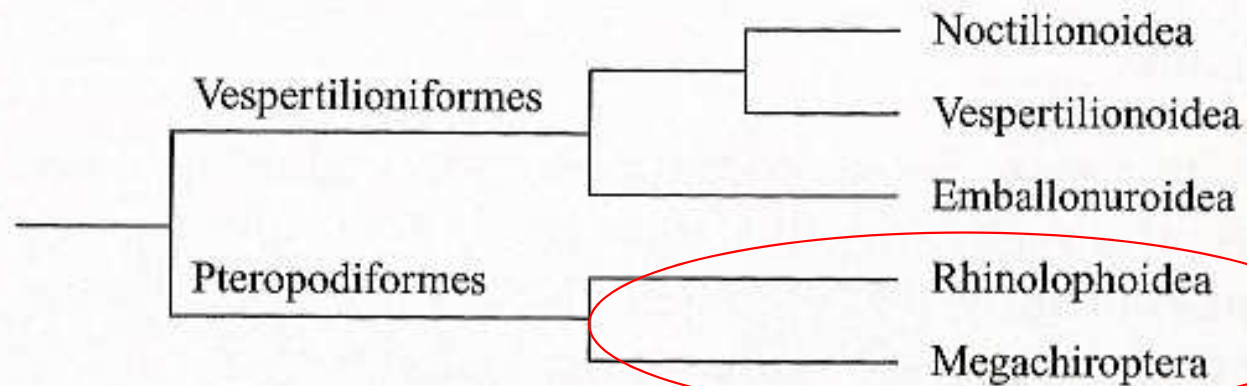 Noctilionoidea
Vespertilioniformes
Vespertilionoidea
Emballonuroidea
Pteropodiformes
Rhinolophoidea
Megachiroptera